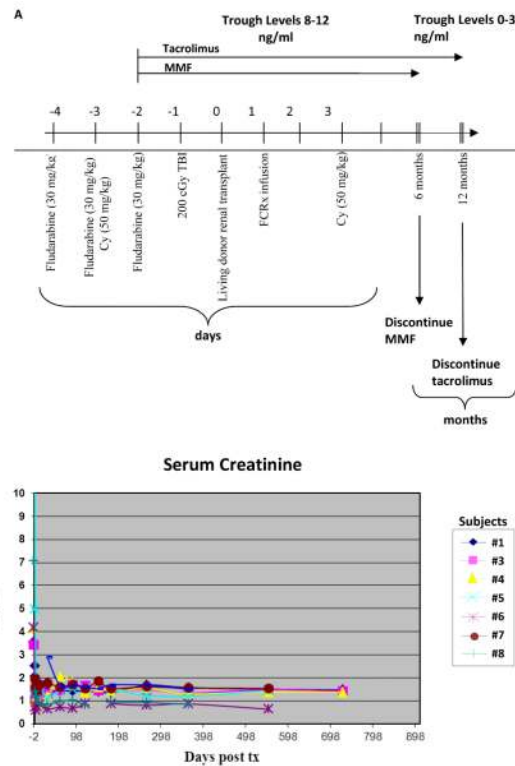 A
Trough Levels 8-12
ng/ml
Trough Levels 0-3
ng/ml
Tacrolimus
MMF
-4 -3 -2 -1 0 1 2 3
Fludarabine (30 mg/kg)
Fludarabine (30 mg/kg)
Cy (50 mg/kg)
Fludarabine (30 mg/kg)
200 cGy TBI
Living donor renal transplant
FCRx infusion
Cy (50 mg/kg)
6 months
12 months
days
Discontinue
MMF
Discontinue
tacrolimus
months
Serum Creatinine
10
9
8
7
6
5
4
3
2
1
0
-2 98 198 298 398 498 598 698 798 898
Days post tx
Subjects
#1
#3
#4
#5
#6
#7
#8